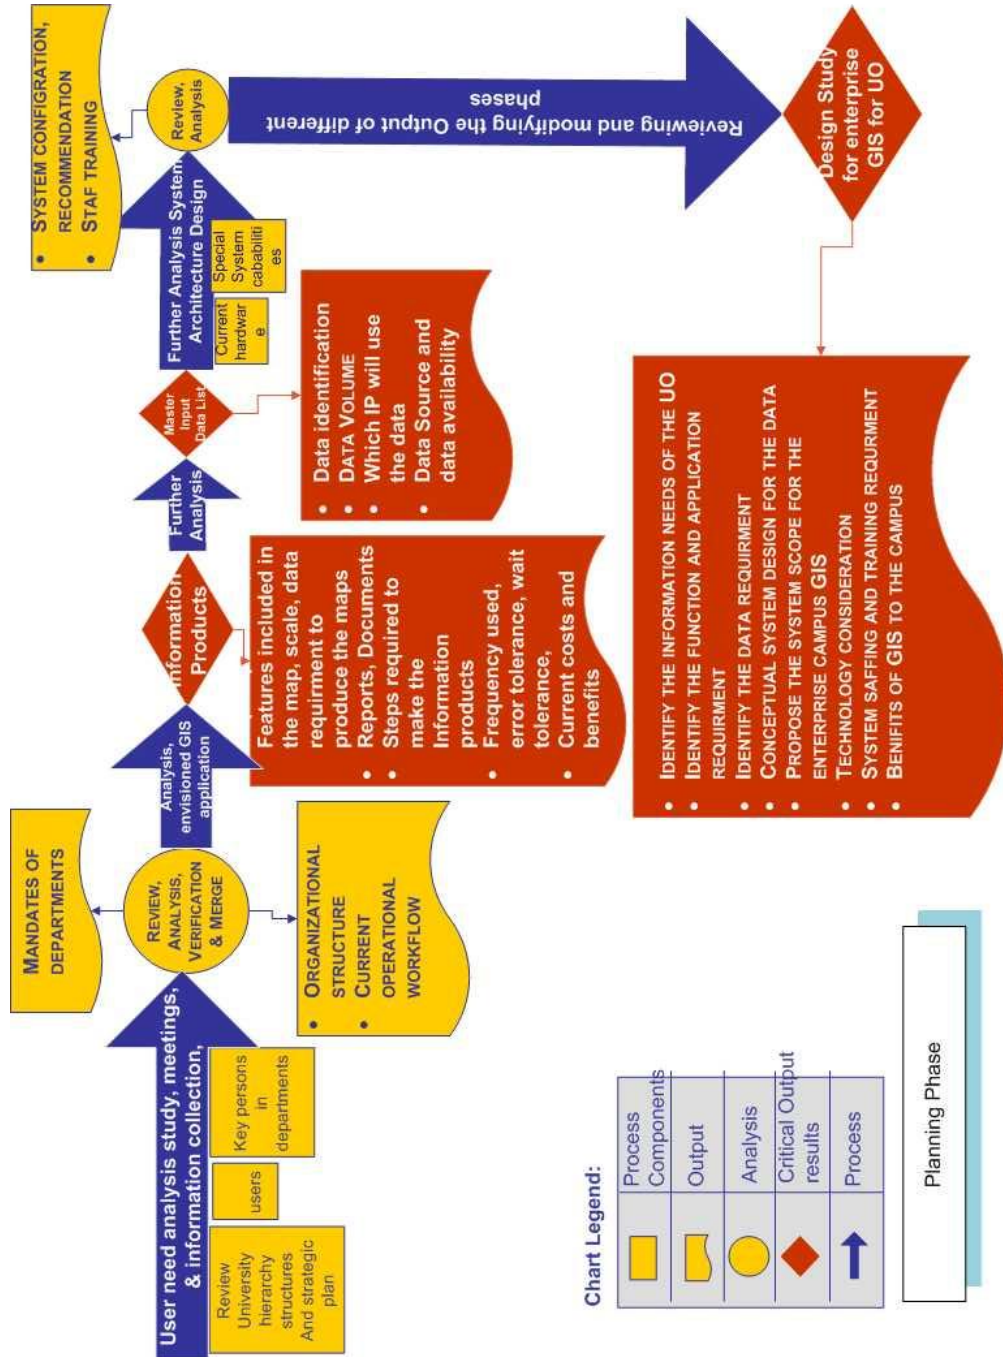 User need analysis study, meetings,
& information collection,
Review
University
hierarchy
structures
And strategic
plan
users
Key persons
in
departments
MANDATES OF
DEPARTMENTS
REVIEW,
ANALYSIS,
VERIFICATION
& MERGE
• ORGANIZATIONAL
STRUCTURE
• CURRENT
OPERATIONAL
WORKFLOW
Analysis,
envisioned GIS
application
Information
Products
Features included in
the map, scale, data
requirment to
produce the maps
• Reports, Documents
• Steps required to
make the
Information
products
• Frequency used,
error tolerance, wait
tolerance,
• Current costs and
benefits
Further
Analysis
Master
Input
Data List
• Data identification
• DATA VOLUME
• Which IP will use
the data
• Data Source and
data availability
Further Analysis System
Architecture Design
Current
hardwar
e
Special
System
cababiliti
es
• SYSTEM CONFIGRATION,
RECOMMENDATION
• STAF TRAINING
Review,
Analysis
Reviewing and modifying the Output of different
phases
Design Study
for enterprise
GIS for UO
• IDENTIFY THE INFORMATION NEEDS OF THE UO
• IDENTIFY THE FUNCTION AND APPLICATION
REQUIRMENT
• IDENTIFY THE DATA REQUIRMENT
• CONCEPTUAL SYSTEM DESIGN FOR THE DATA
• PROPOSE THE SYSTEM SCOPE FOR THE
ENTERPRISE CAMPUS GIS
• TECHNOLOGY CONSIDERATION
• SYSTEM SAFFING AND TRAINING REQUIRMENT
• BENIFITS OF GIS TO THE CAMPUS
Chart Legend:
Process
Components
Output
Analysis
Critical Output
results
Process
Planning Phase